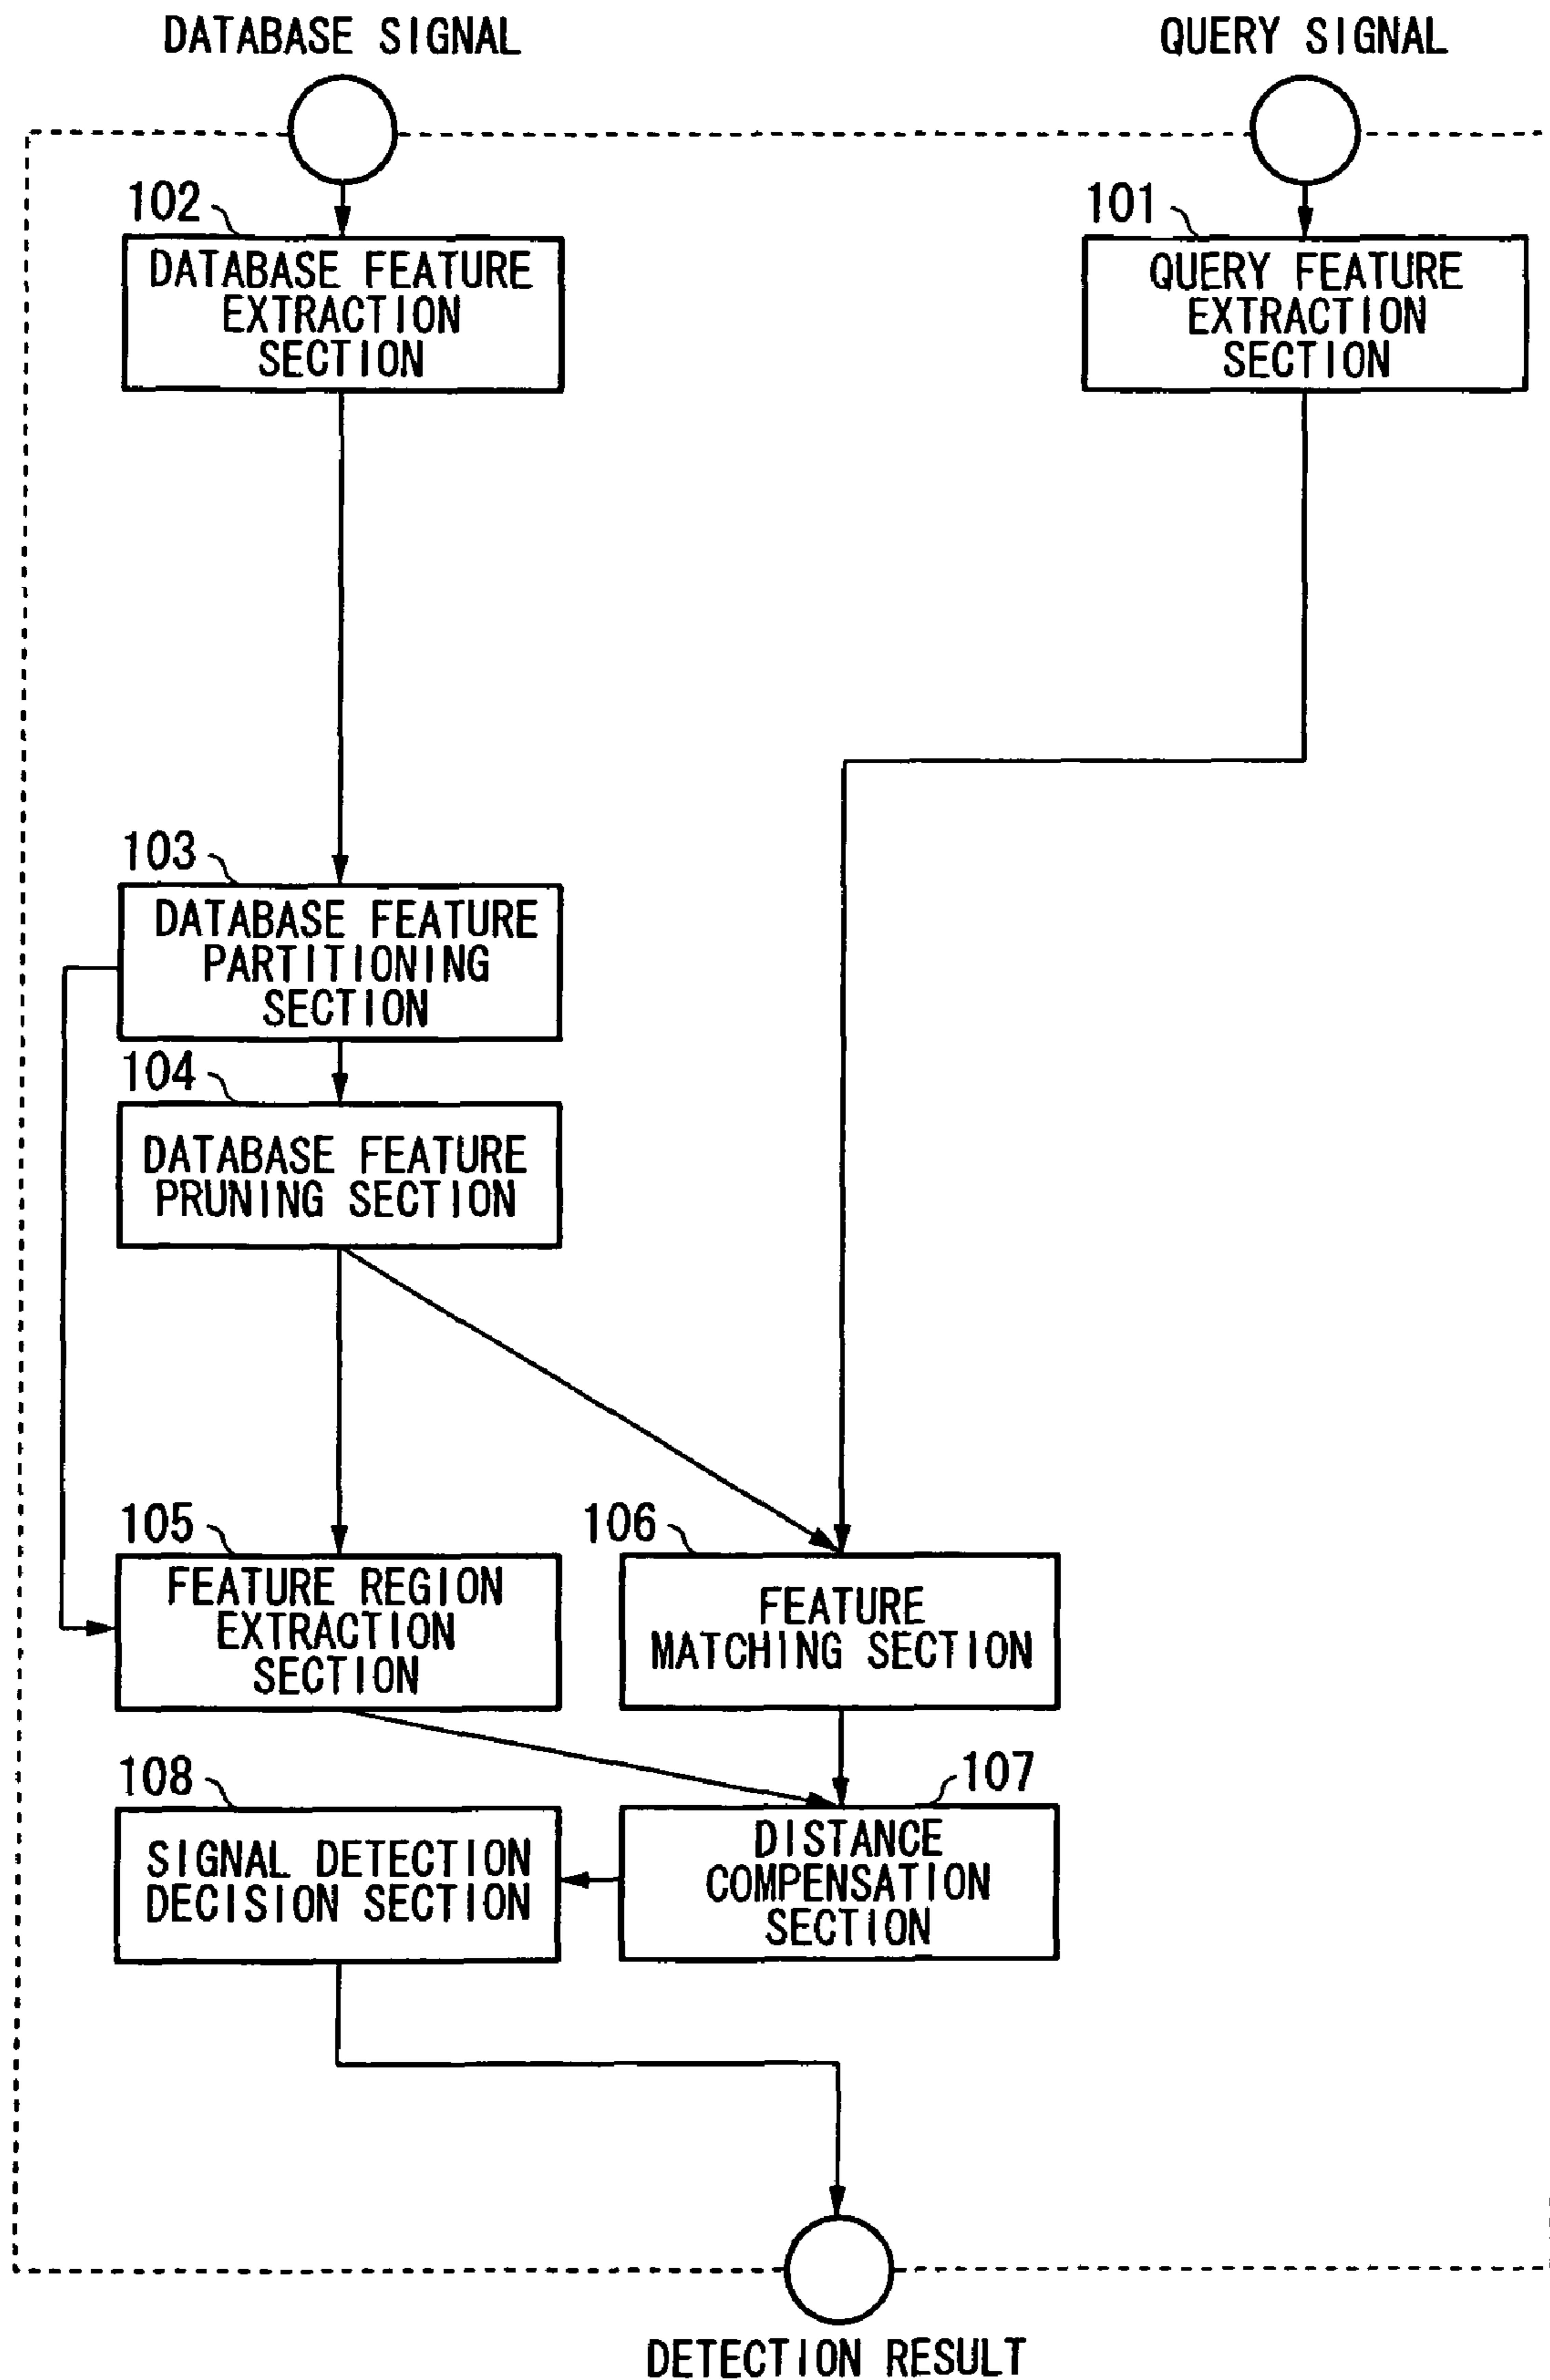 DATABASE SIGNAL
QUERY SIGNAL
102
DATABASE FEATURE
EXTRACTION
SECTION
101
QUERY FEATURE
EXTRACTION
SECTION
103
DATABASE FEATURE
PARTITIONING
SECTION
104
DATABASE FEATURE
PRUNING SECTION
105
FEATURE REGION
EXTRACTION
SECTION
106
FEATURE
MATCHING SECTION
108
SIGNAL DETECTION
DECISION SECTION
107
DISTANCE
COMPENSATION
SECTION
DETECTION RESULT